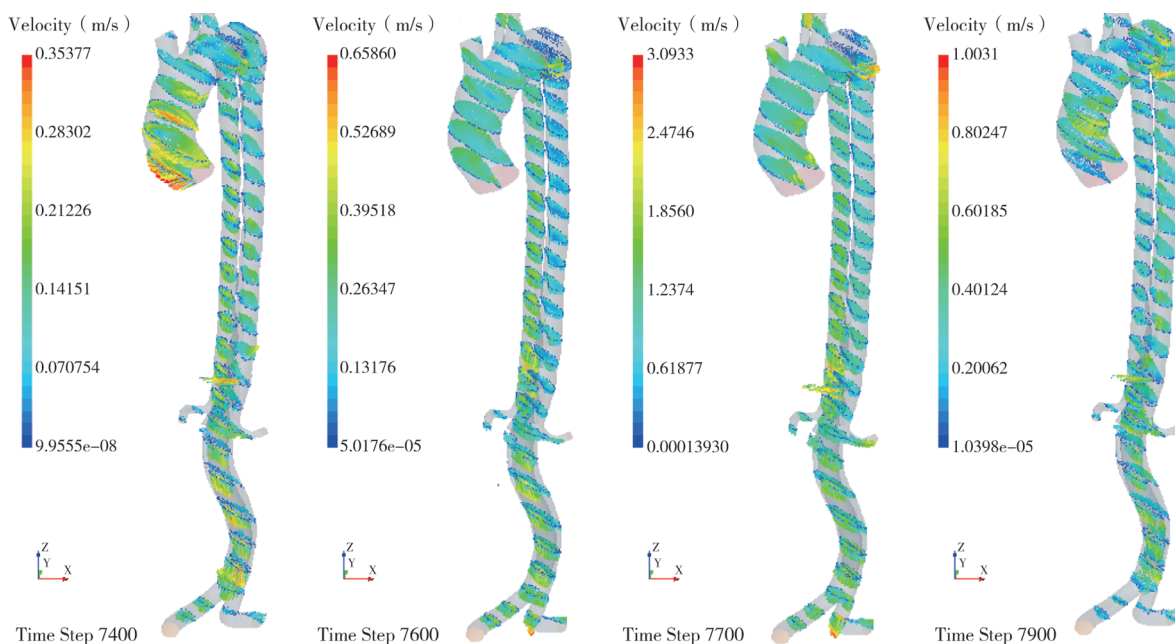 Velocity（m/s）
0.35377
0.28302
0.21226
0.14151
0.070754
9.9555e−08
Z
Y
X
Time Step 7400
Velocity（m/s）
0.65860
0.52689
0.39518
0.26347
0.13176
5.0176e−05
Z
Y
X
Time Step 7600
Velocity（m/s）
3.0933
2.4746
1.8560
1.2374
0.61877
0.00013930
Z
Y
X
Time Step 7700
Velocity（m/s）
1.0031
0.80247
0.60185
0.40124
0.20062
1.0398e−05
Z
Y
X
Time Step 7900